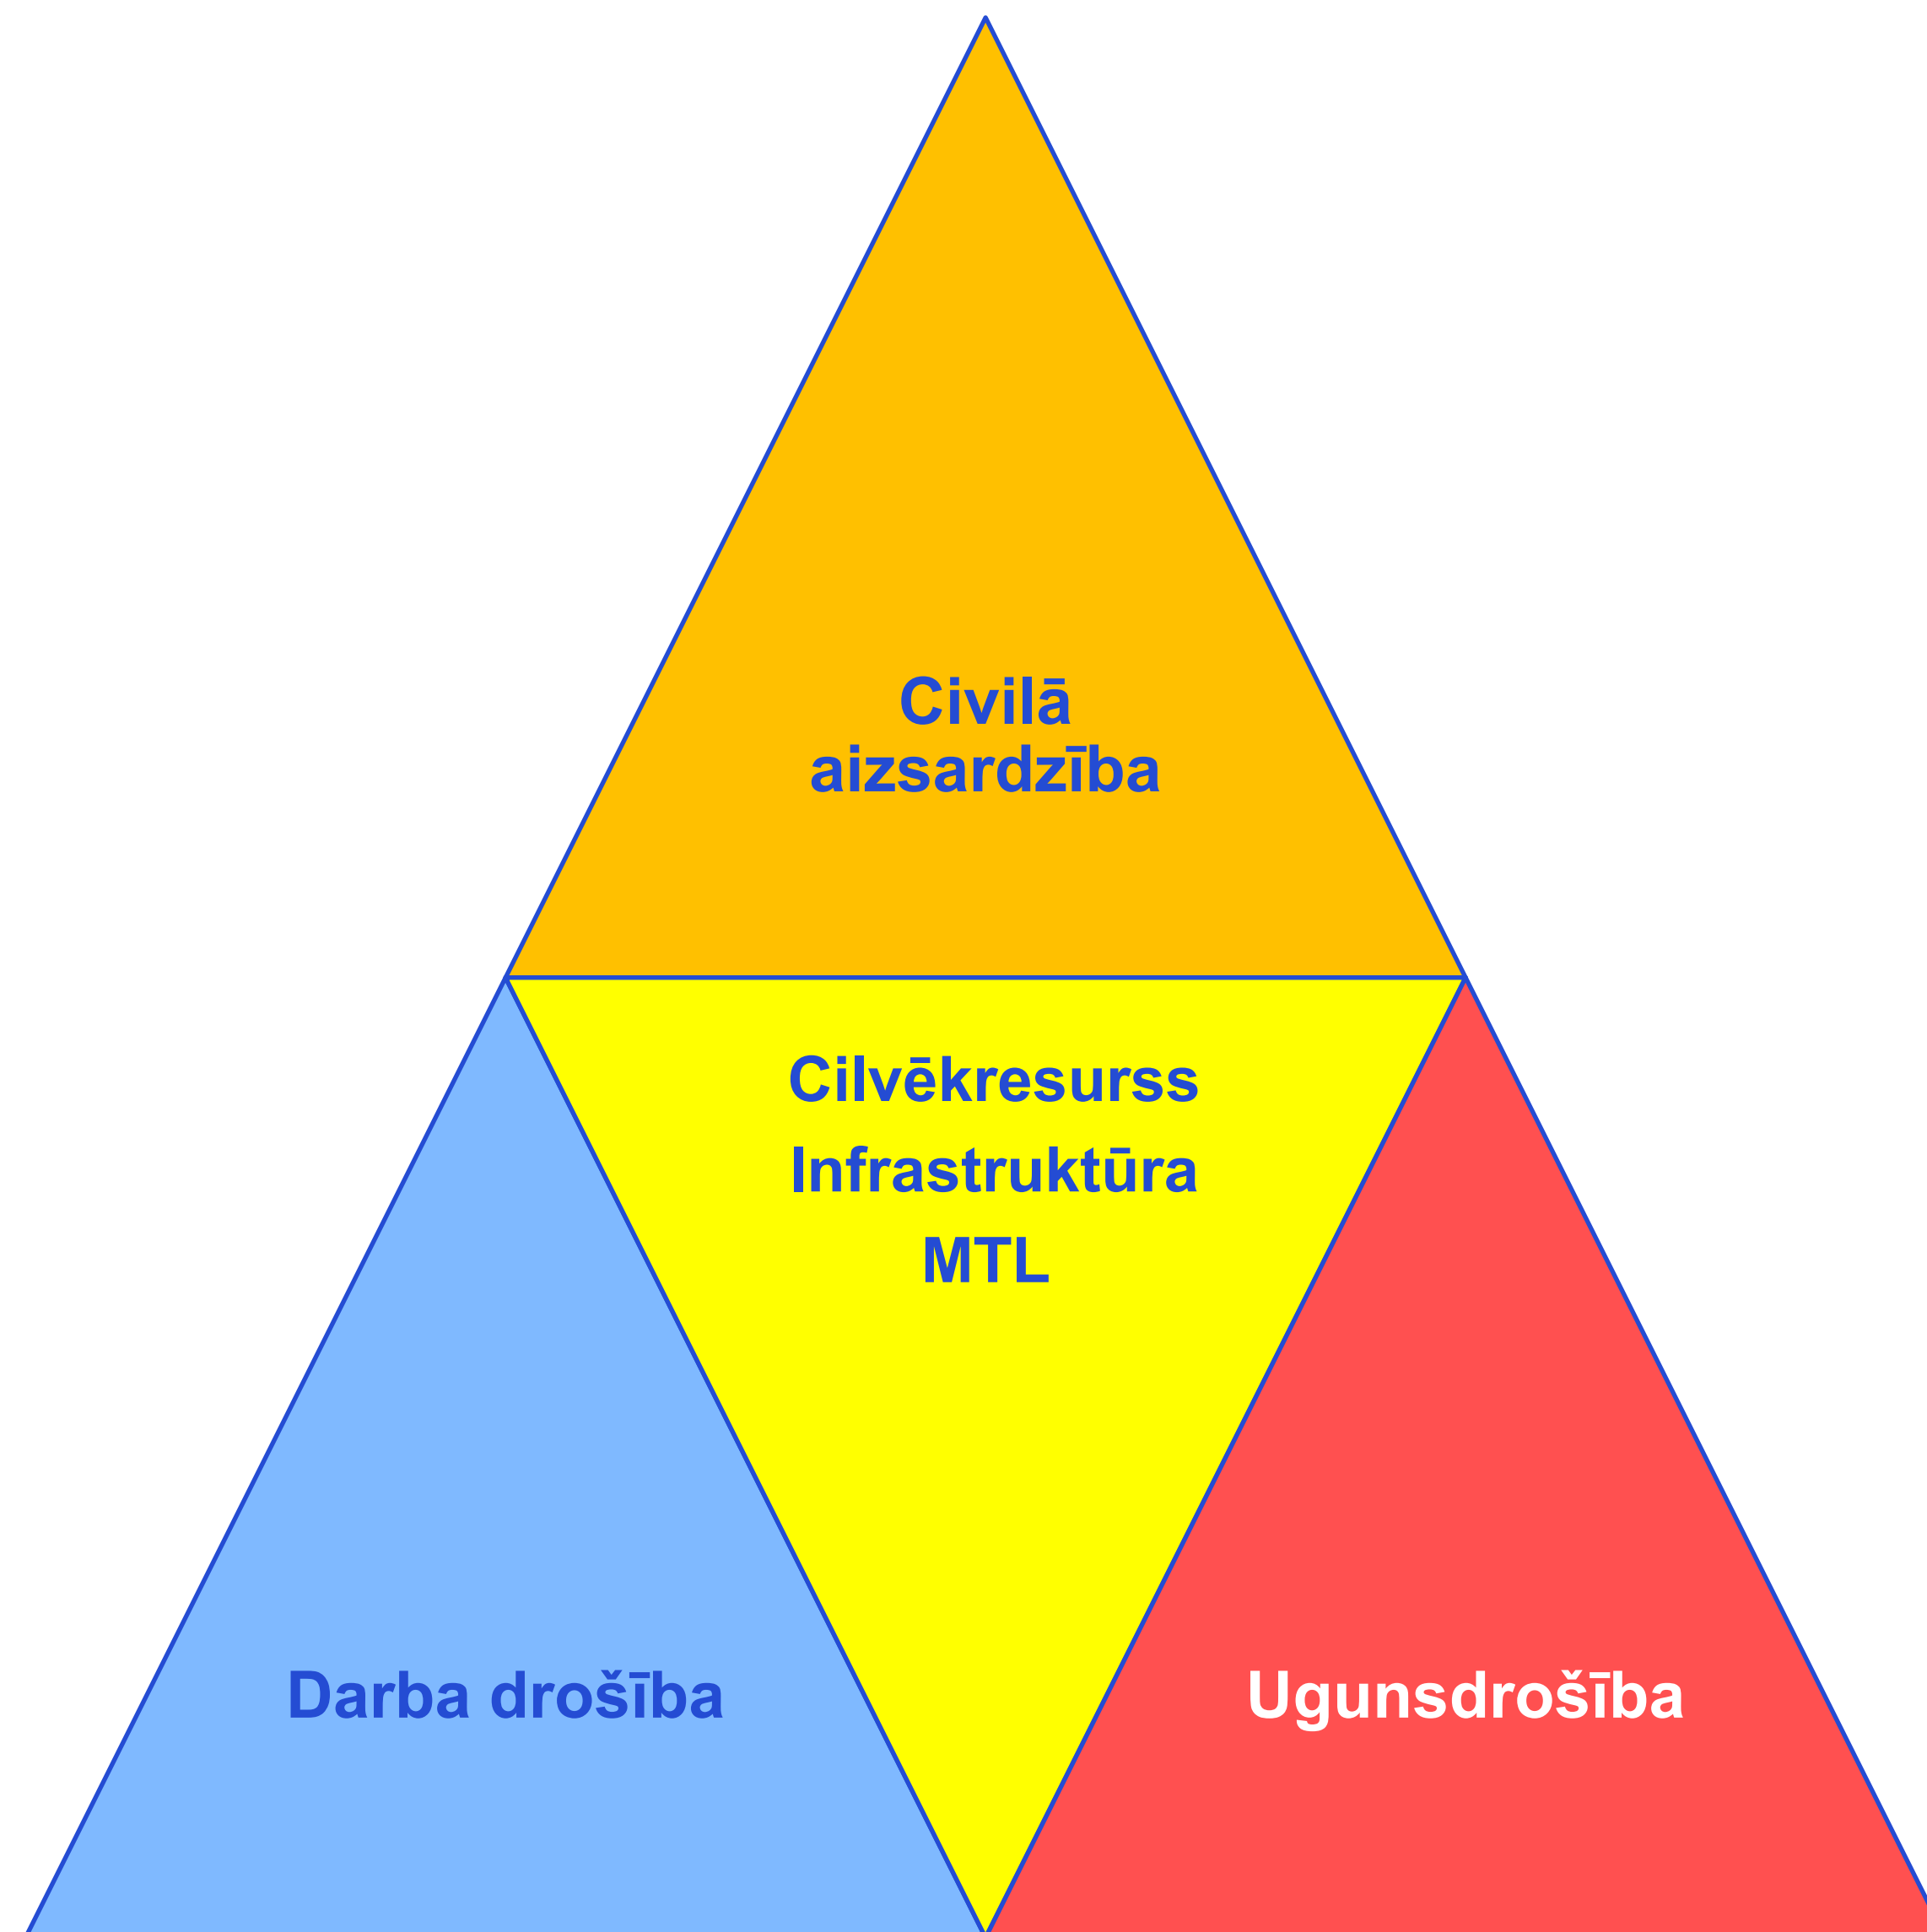 Civilā
aizsardzība
Cilvēkresurss
Infrastruktūra
MTL
Darba drošība
Ugunsdrošība